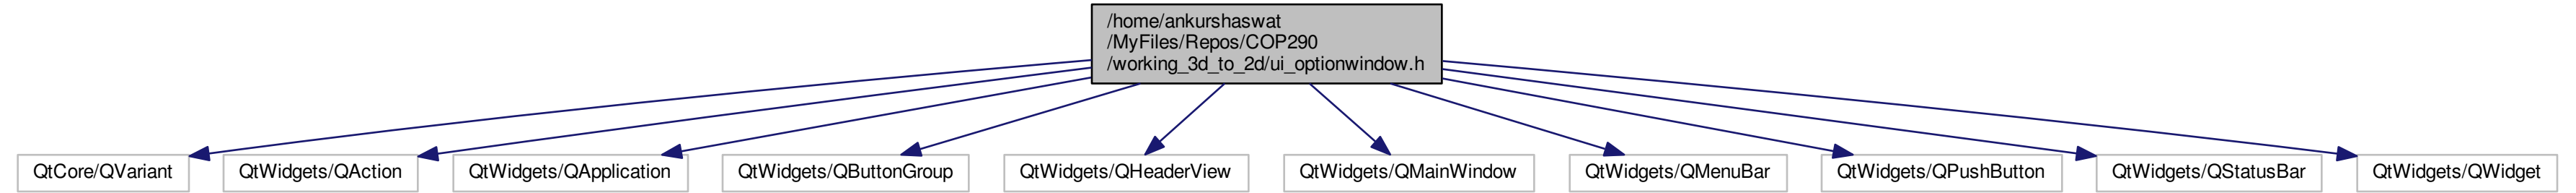 /home/ankurshaswat
/MyFiles/Repos/COP290
/working_3d_to_2d/ui_optionwindow.h
QtCore/QVariant
QtWidgets/QAction
QtWidgets/QApplication
QtWidgets/QButtonGroup
QtWidgets/QHeaderView
QtWidgets/QMainWindow
QtWidgets/QMenuBar
QtWidgets/QPushButton
QtWidgets/QStatusBar
QtWidgets/QWidget